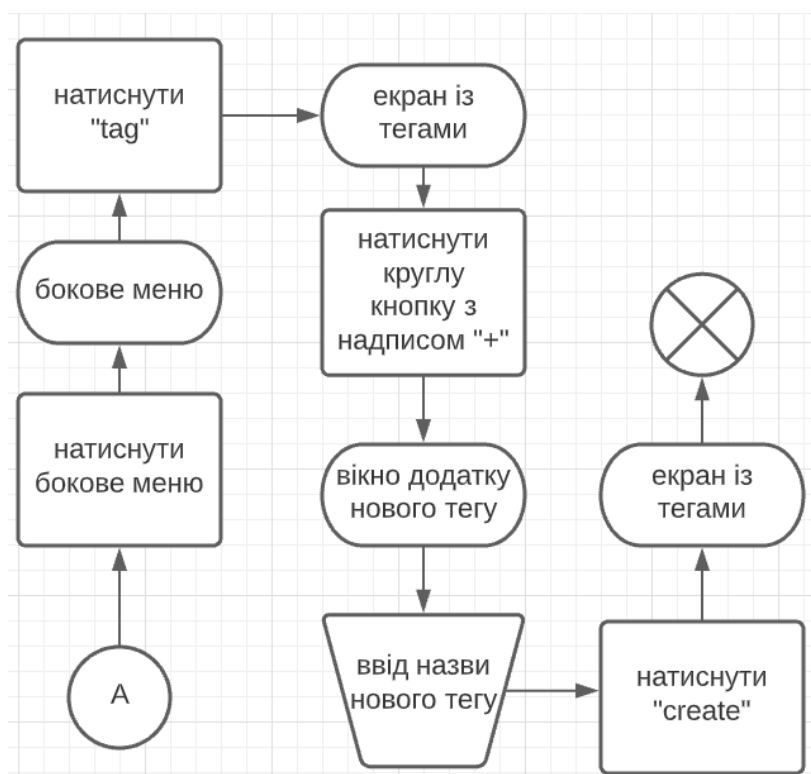 А
натиснути
бокове меню
бокове меню
натиснути
"tag"
екран із
тегами
натиснути
круглу
кнопку з
надписом "+"
вікно додатку
нового тегу
ввід назви
нового тегу
натиснути
"create"
екран із
тегами